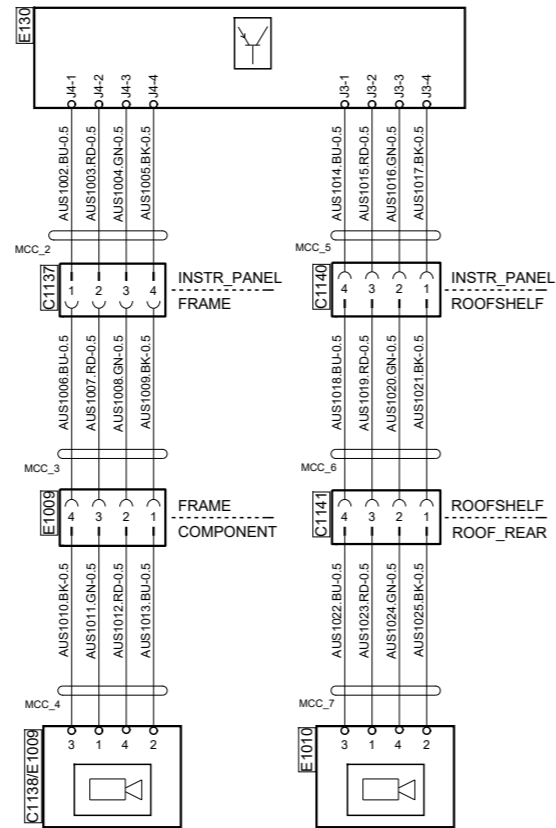 E130
J4-1 J4-2 J4-3 J4-4
J3-1 J3-2 J3-3 J3-4
AUS1002.BU-0.5
AUS1003.RD-0.5
AUS1004.GN-0.5
AUS1005.BK-0.5
AUS1014.BU-0.5
AUS1015.RD-0.5
AUS1016.GN-0.5
AUS1017.BK-0.5
MCC_2
MCC_5
C1137
1 2 3 4
INSTR_PANEL
FRAME
C1140
4 3 2 1
INSTR_PANEL
ROOFSHELF
AUS1006.BU-0.5
AUS1007.RD-0.5
AUS1008.GN-0.5
AUS1009.BK-0.5
AUS1018.BU-0.5
AUS1019.RD-0.5
AUS1020.GN-0.5
AUS1021.BK-0.5
MCC_3
MCC_6
E1009
4 3 2 1
FRAME
COMPONENT
C1141
4 3 2 1
ROOFSHELF
ROOF_REAR
AUS1010.BK-0.5
AUS1011.GN-0.5
AUS1012.RD-0.5
AUS1013.BU-0.5
AUS1022.BU-0.5
AUS1023.RD-0.5
AUS1024.GN-0.5
AUS1025.BK-0.5
MCC_4
MCC_7
C1138/E1009
3 1 4 2
E1010
3 1 4 2